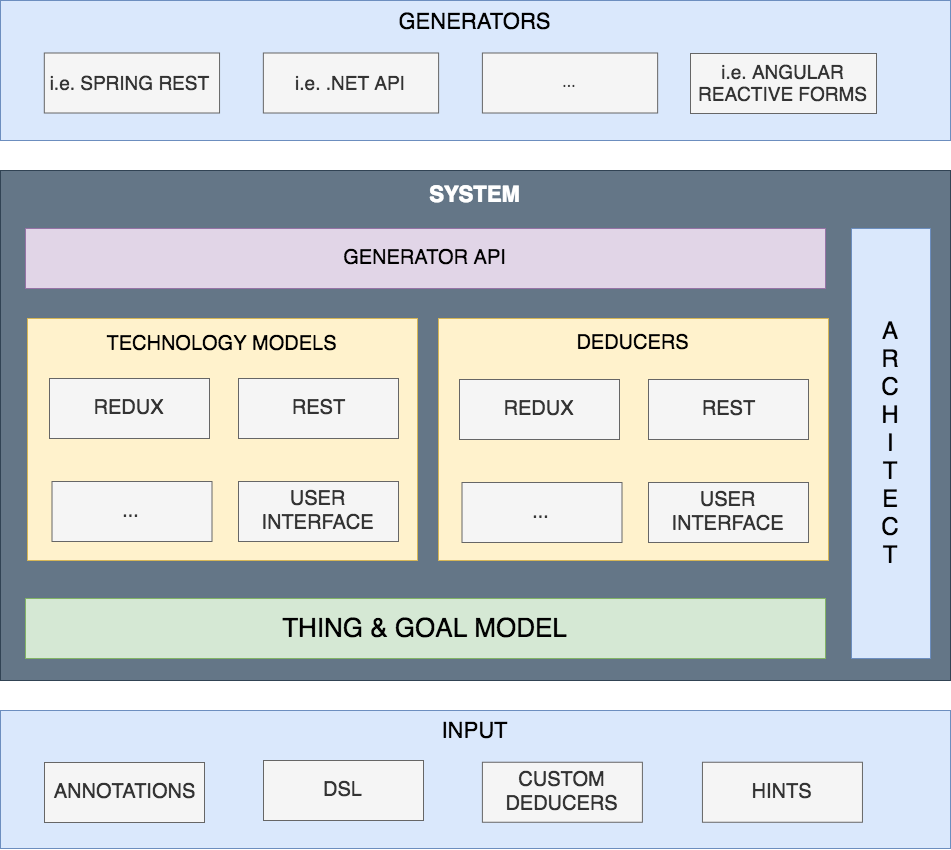 GENERATORS
i.e. SPRING REST
i.e. .NET API
...
i.e. ANGULAR
REACTIVE FORMS
SYSTEM
GENERATOR API
TECHNOLOGY MODELS
REDUX
REST
...
USER
INTERFACE
DEDUCERS
REDUX
REST
...
USER
INTERFACE
A
R
C
H
I
T
E
C
T
THING & GOAL MODEL
INPUT
ANNOTATIONS
DSL
CUSTOM
DEDUCERS
HINTS